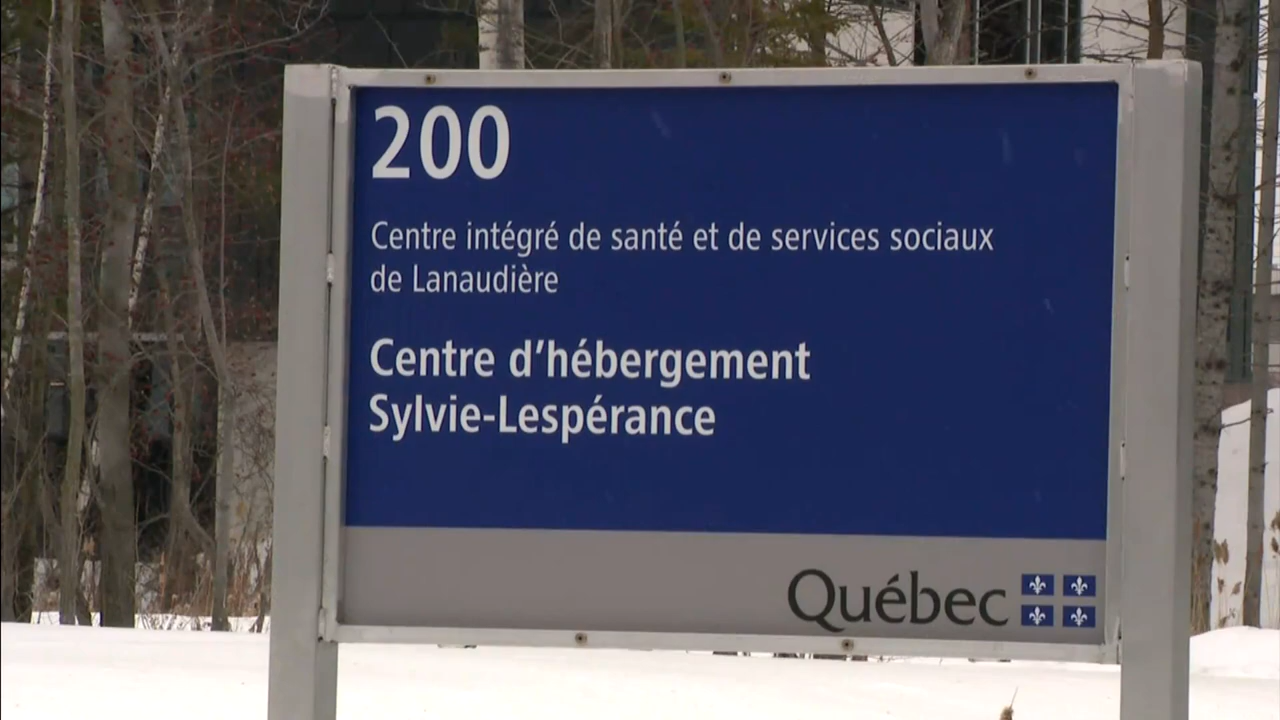 200
Centre intégré de santé et de services sociaux
de Lanaudière
Centre d'hébergement
Sylvie-Lespérance
Québec